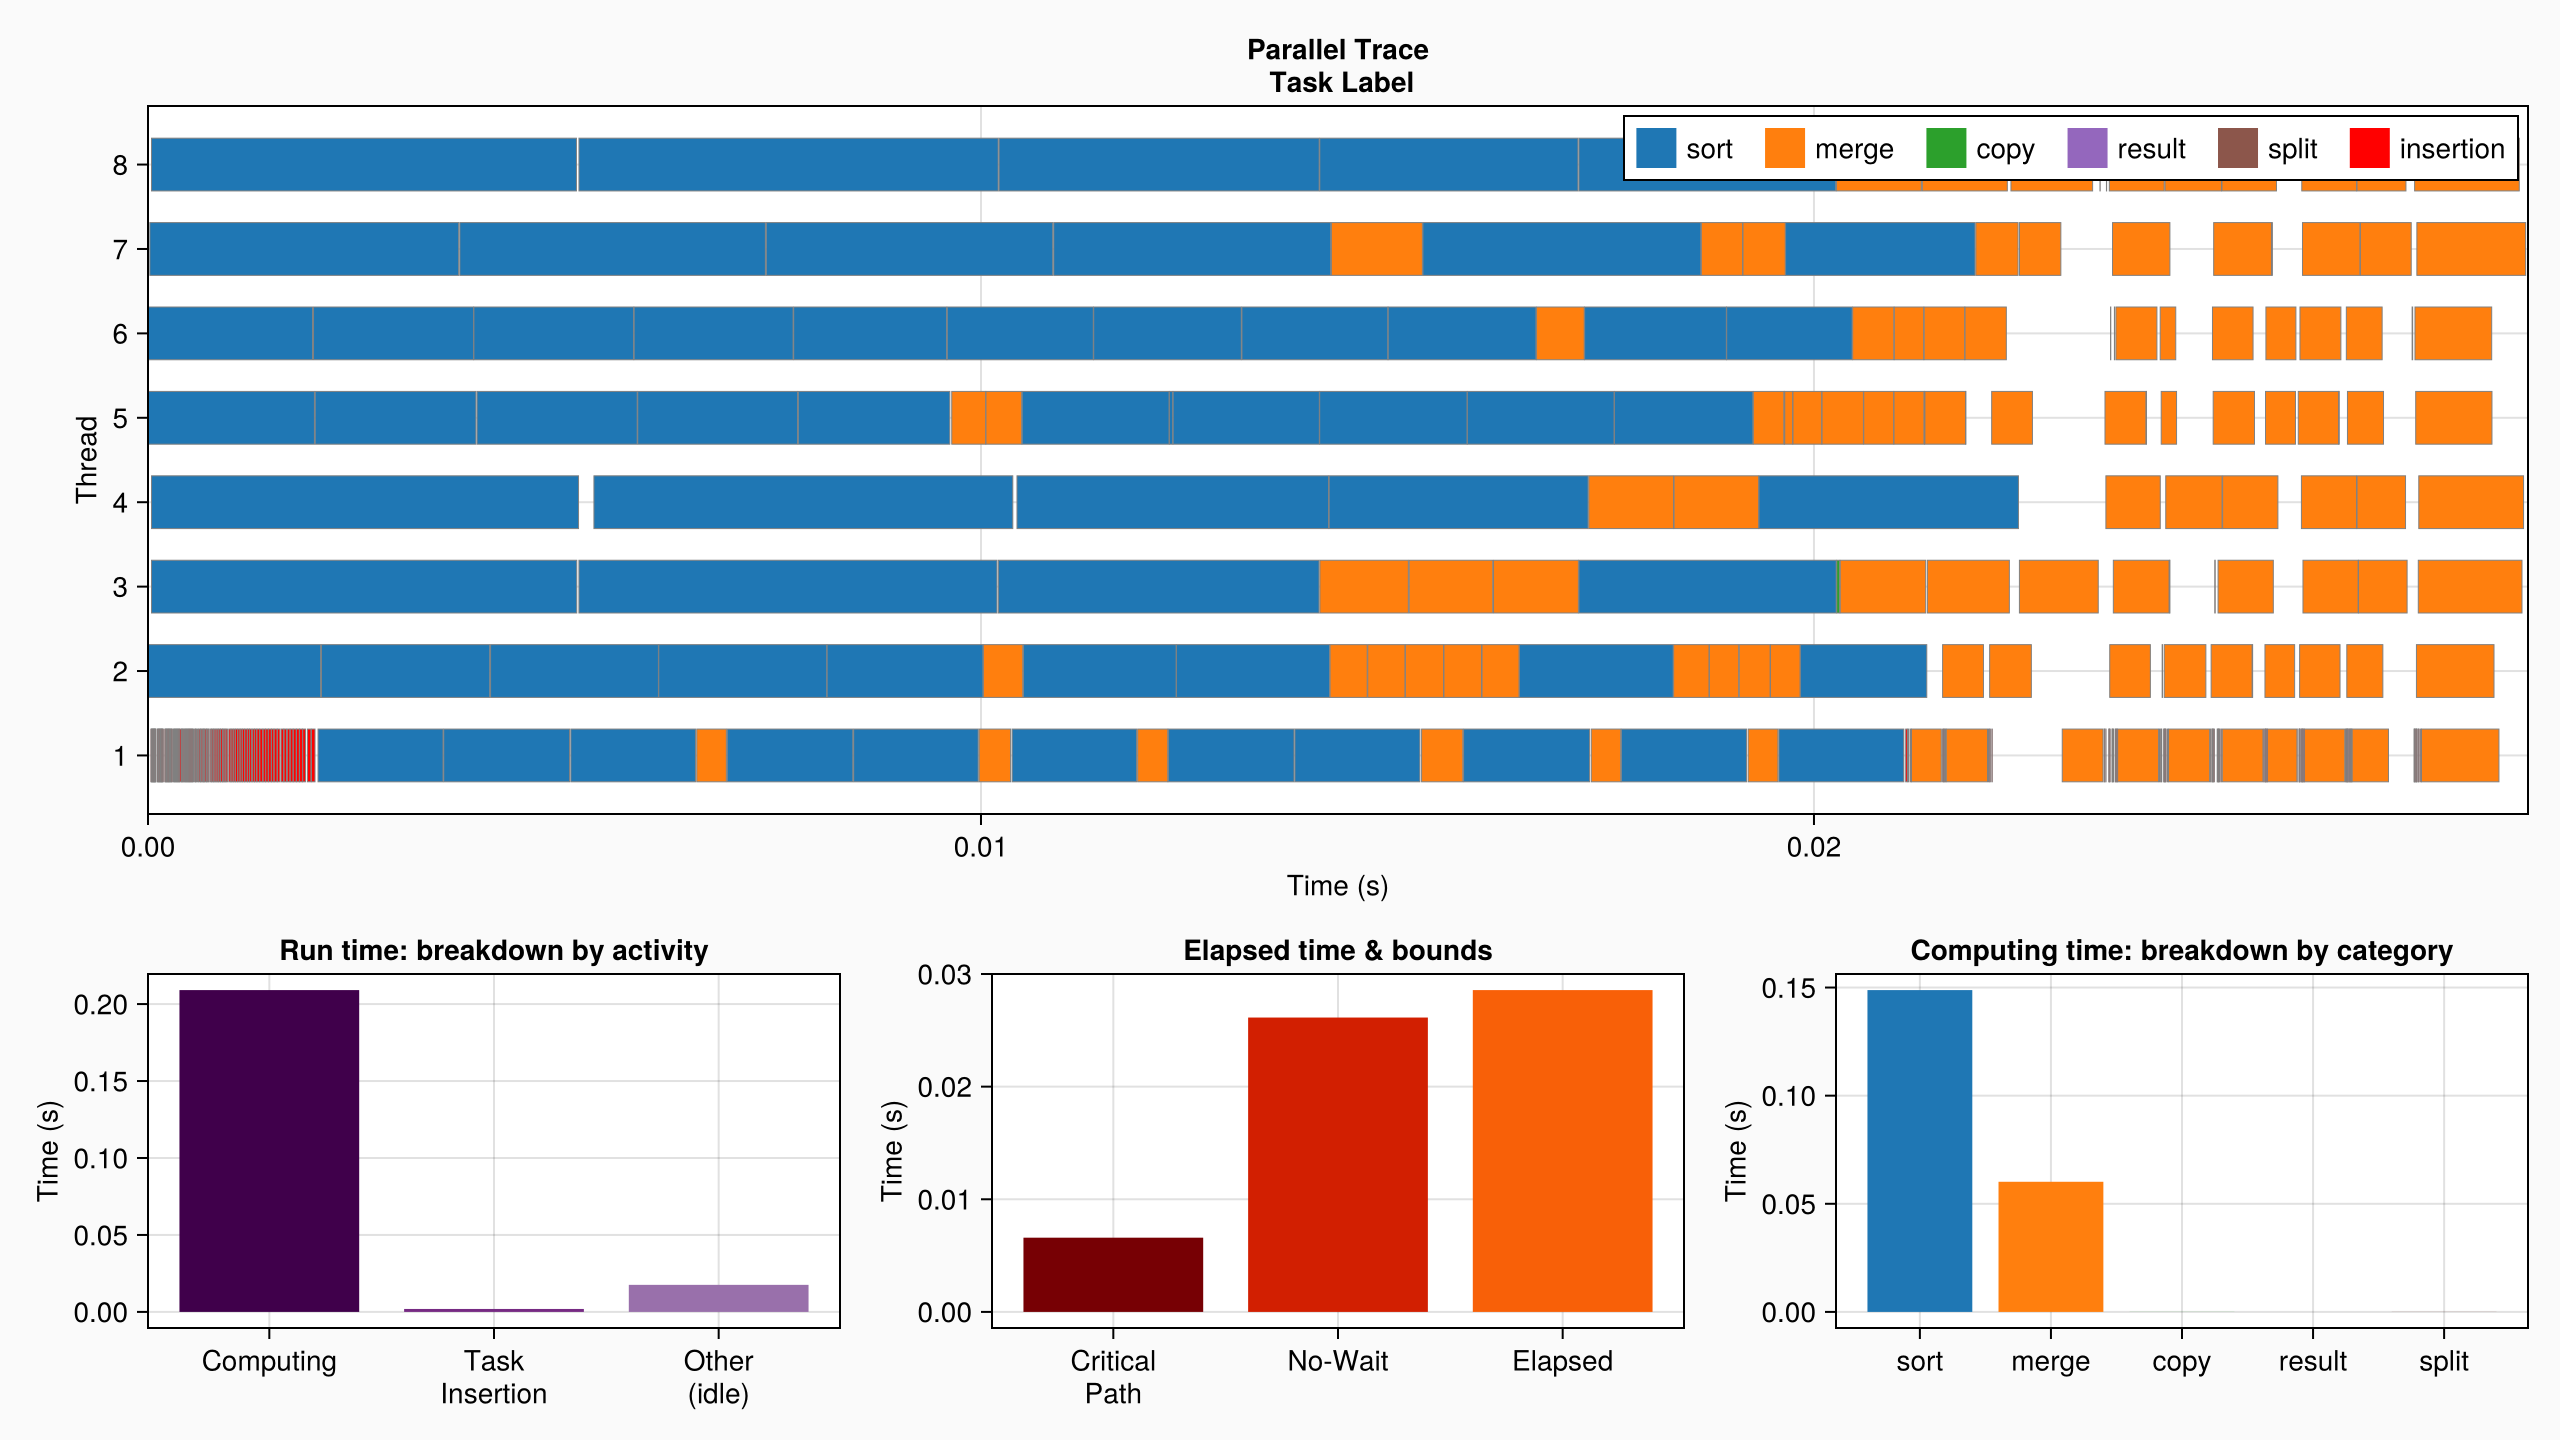 Parallel Trace
Task Label
sort merge copy result split insertion
8
7
6
5
4
3
2
1
Thread
0.00 0.01 0.02
Time (s)
Run time: breakdown by activity
0.20
0.15
0.10
0.05
0.00
Time (s)
Computing
Task
Insertion
Other
(idle)
Elapsed time & bounds
0.03
0.02
0.01
0.00
Time (s)
Critical
Path
No-Wait
Elapsed
Computing time: breakdown by category
0.15
0.10
0.05
0.00
Time (s)
sort merge copy result split